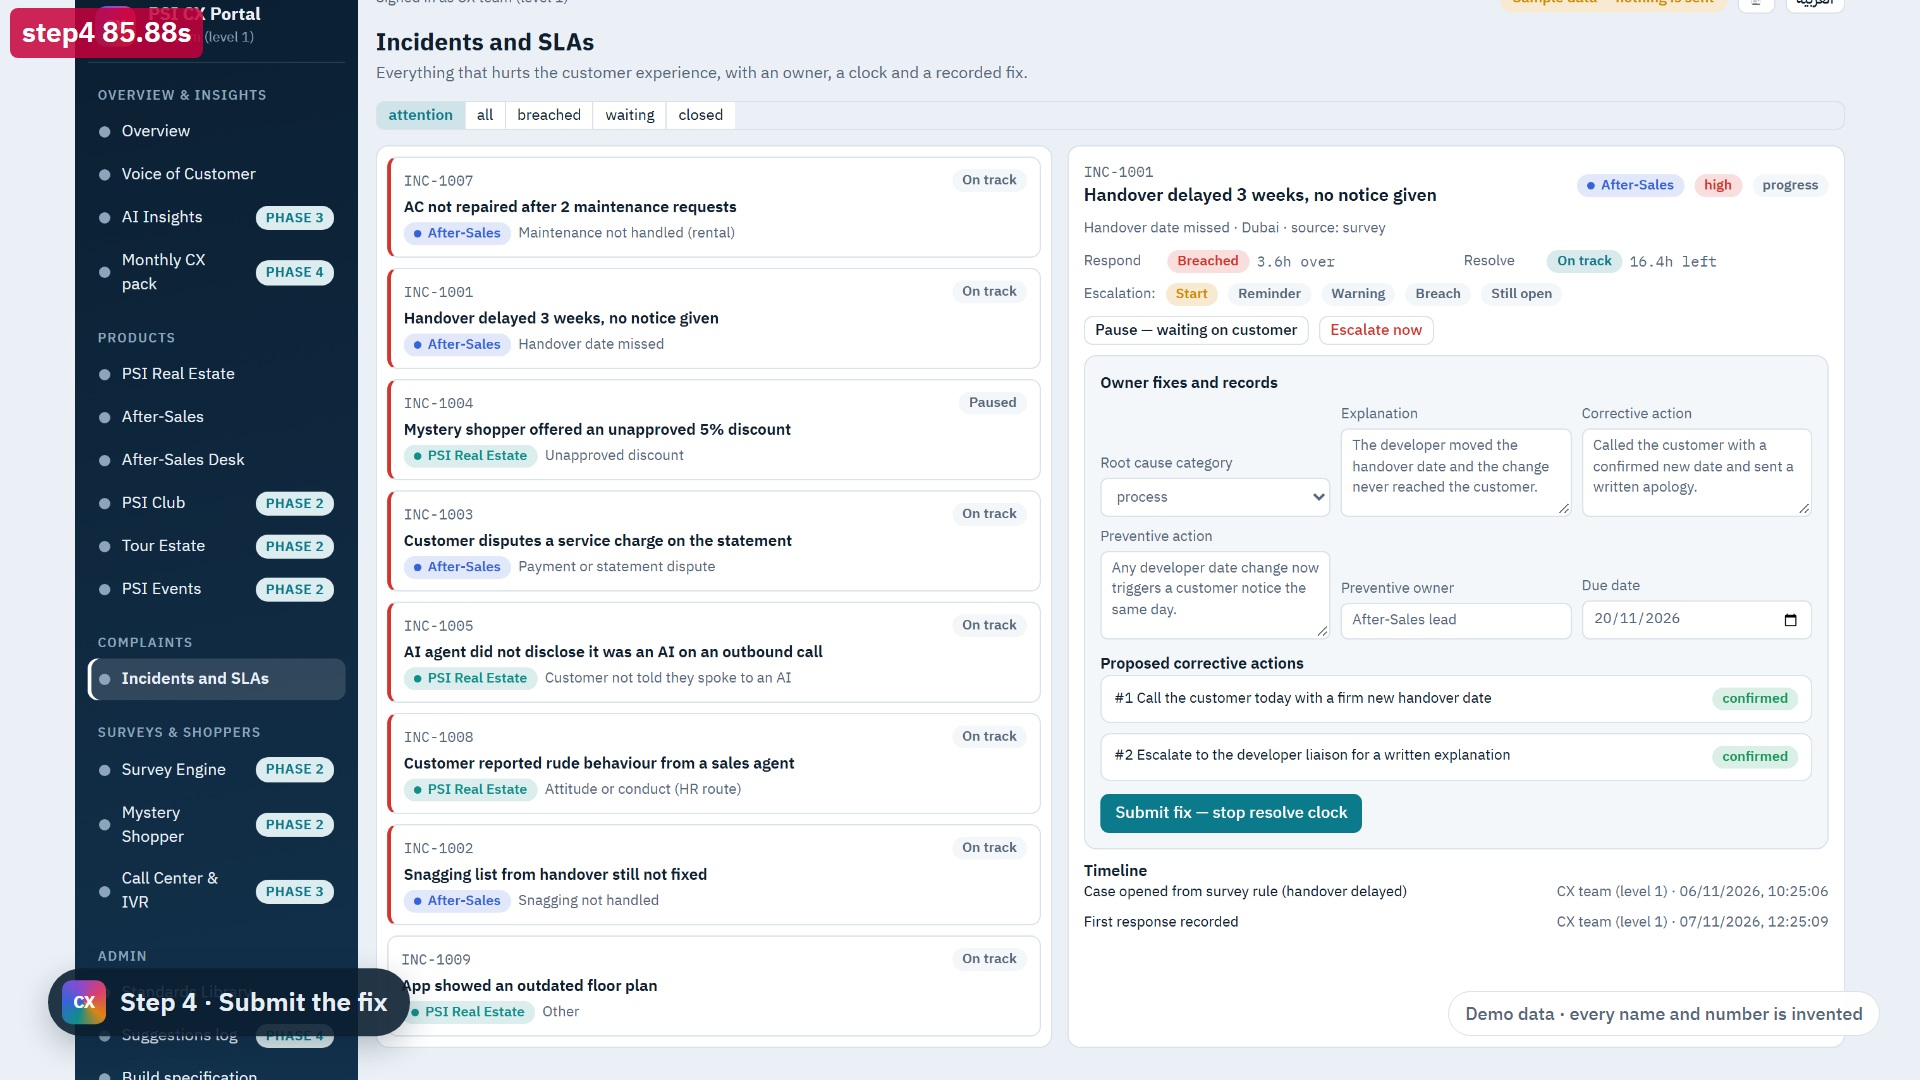 step4 85.88s
PSI CX Portal
(level 1)
OVERVIEW & INSIGHTS
Overview
Voice of Customer
AI Insights PHASE 3
Monthly CX pack PHASE 4
PRODUCTS
PSI Real Estate
After-Sales
After-Sales Desk
PSI Club PHASE 2
Tour Estate PHASE 2
PSI Events PHASE 2
COMPLAINTS
Incidents and SLAs
SURVEYS & SHOPPERS
Survey Engine PHASE 2
Mystery Shopper PHASE 2
Call Center & IVR PHASE 3
ADMIN
Standards Library
Suggestions log PHASE 4
Build specification
CX Step 4 · Submit the fix
Signed in as CX team (level 1)
Sample data — nothing is sent
العربية
Incidents and SLAs
Everything that hurts the customer experience, with an owner, a clock and a recorded fix.
attention all breached waiting closed
INC-1007 On track
AC not repaired after 2 maintenance requests
After-Sales Maintenance not handled (rental)
INC-1001 On track
Handover delayed 3 weeks, no notice given
After-Sales Handover date missed
INC-1004 Paused
Mystery shopper offered an unapproved 5% discount
PSI Real Estate Unapproved discount
INC-1003 On track
Customer disputes a service charge on the statement
After-Sales Payment or statement dispute
INC-1005 On track
AI agent did not disclose it was an AI on an outbound call
PSI Real Estate Customer not told they spoke to an AI
INC-1008 On track
Customer reported rude behaviour from a sales agent
PSI Real Estate Attitude or conduct (HR route)
INC-1002 On track
Snagging list from handover still not fixed
After-Sales Snagging not handled
INC-1009 On track
App showed an outdated floor plan
PSI Real Estate Other
INC-1001
Handover delayed 3 weeks, no notice given
After-Sales high progress
Handover date missed · Dubai · source: survey
Respond Breached 3.6h over Resolve On track 16.4h left
Escalation: Start Reminder Warning Breach Still open
Pause — waiting on customer Escalate now
Owner fixes and records
Root cause category
process
Explanation
The developer moved the
handover date and the change
never reached the customer.
Corrective action
Called the customer with a
confirmed new date and sent a
written apology.
Preventive action
Any developer date change now
triggers a customer notice the
same day.
Preventive owner
After-Sales lead
Due date
20/11/2026
Proposed corrective actions
#1 Call the customer today with a firm new handover date confirmed
#2 Escalate to the developer liaison for a written explanation confirmed
Submit fix — stop resolve clock
Timeline
Case opened from survey rule (handover delayed) CX team (level 1) · 06/11/2026, 10:25:06
First response recorded CX team (level 1) · 07/11/2026, 12:25:09
Demo data · every name and number is invented